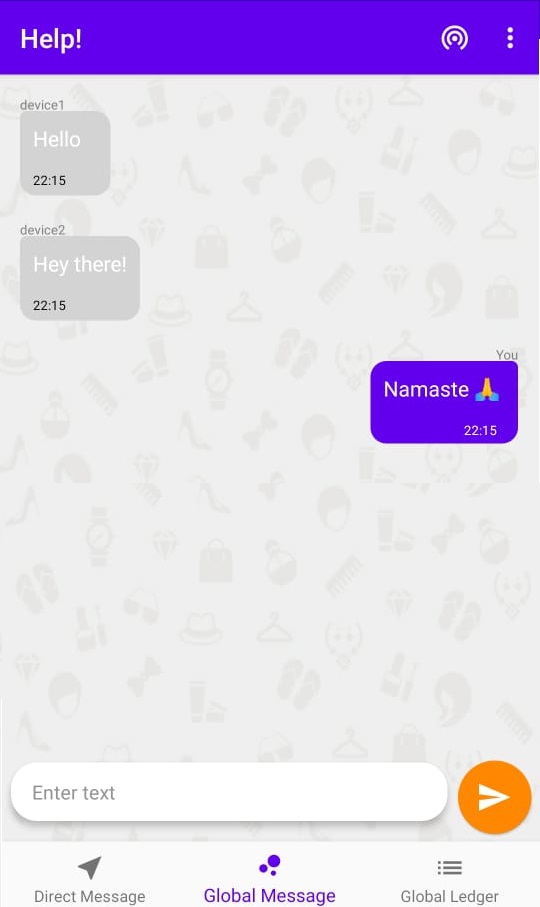 Help!
device1
Hello
22:15
device2
Hey there!
22:15
You
Namaste 🙏
22:15
Enter text
Direct Message
Global Message
Global Ledger